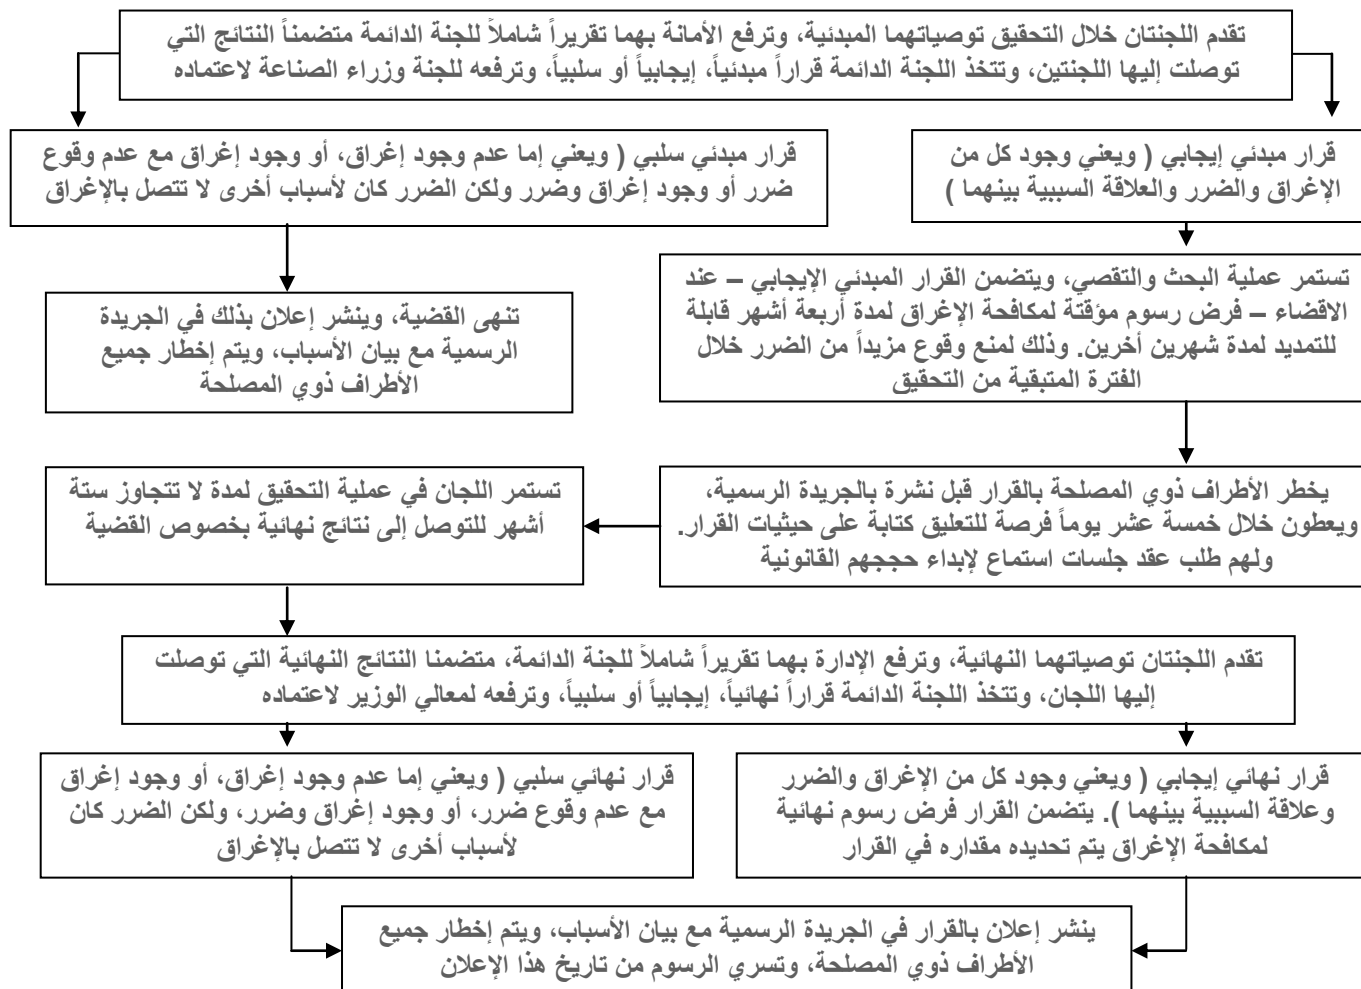 تقدم اللجنتان خلال التحقيق توصياتهما المبدئية، وترفع الأمانة بهما تقريراً شاملاً للجنة الدائمة متضمناً النتائج التي
توصلت إليها اللجنتين، وتتخذ اللجنة الدائمة قراراً مبدئياً، إيجابياً أو سلبياً، وترفعه للجنة وزراء الصناعة لاعتماده
قرار مبدئي إيجابي ( ويعني وجود كل من
الإغراق والضرر والعلاقة السببية بينهما )
قرار مبدئي سلبي ( ويعني إما عدم وجود إغراق، أو وجود إغراق مع عدم وقوع
ضرر أو وجود إغراق وضرر ولكن الضرر كان لأسباب أخرى لا تتصل بالإغراق
تستمر عملية البحث والتقصي، ويتضمن القرار المبدئي الإيجابي – عند
الاقضاء – فرض رسوم مؤقتة لمكافحة الإغراق لمدة أربعة أشهر قابلة
للتمديد لمدة شهرين أخرين. وذلك لمنع وقوع مزيداً من الضرر خلال
الفترة المتبقية من التحقيق
تنهى القضية، وينشر إعلان بذلك في الجريدة
الرسمية مع بيان الأسباب، ويتم إخطار جميع
الأطراف ذوي المصلحة
يخطر الأطراف ذوي المصلحة بالقرار قبل نشرة بالجريدة الرسمية،
ويعطون خلال خمسة عشر يوماً فرصة للتعليق كتابة على حيثيات القرار.
ولهم طلب عقد جلسات استماع لإبداء حججهم القانونية
تستمر اللجان في عملية التحقيق لمدة لا تتجاوز ستة
أشهر للتوصل إلى نتائج نهائية بخصوص القضية
تقدم اللجنتان توصياتهما النهائية، وترفع الإدارة بهما تقريراً شاملاً للجنة الدائمة، متضمنا النتائج النهائية التي توصلت
إليها اللجان، وتتخذ اللجنة الدائمة قراراً نهائياً، إيجابياً أو سلبياً، وترفعه لمعالي الوزير لاعتماده
قرار نهائي إيجابي ( ويعني وجود كل من الإغراق والضرر
وعلاقة السببية بينهما ). يتضمن القرار فرض رسوم نهائية
لمكافحة الإغراق يتم تحديده مقداره في القرار
قرار نهائي سلبي ( ويعني إما عدم وجود إغراق، أو وجود إغراق
مع عدم وقوع ضرر، أو وجود إغراق وضرر، ولكن الضرر كان
لأسباب أخرى لا تتصل بالإغراق
ينشر إعلان بالقرار في الجريدة الرسمية مع بيان الأسباب، ويتم إخطار جميع
الأطراف ذوي المصلحة، وتسري الرسوم من تاريخ هذا الإعلان